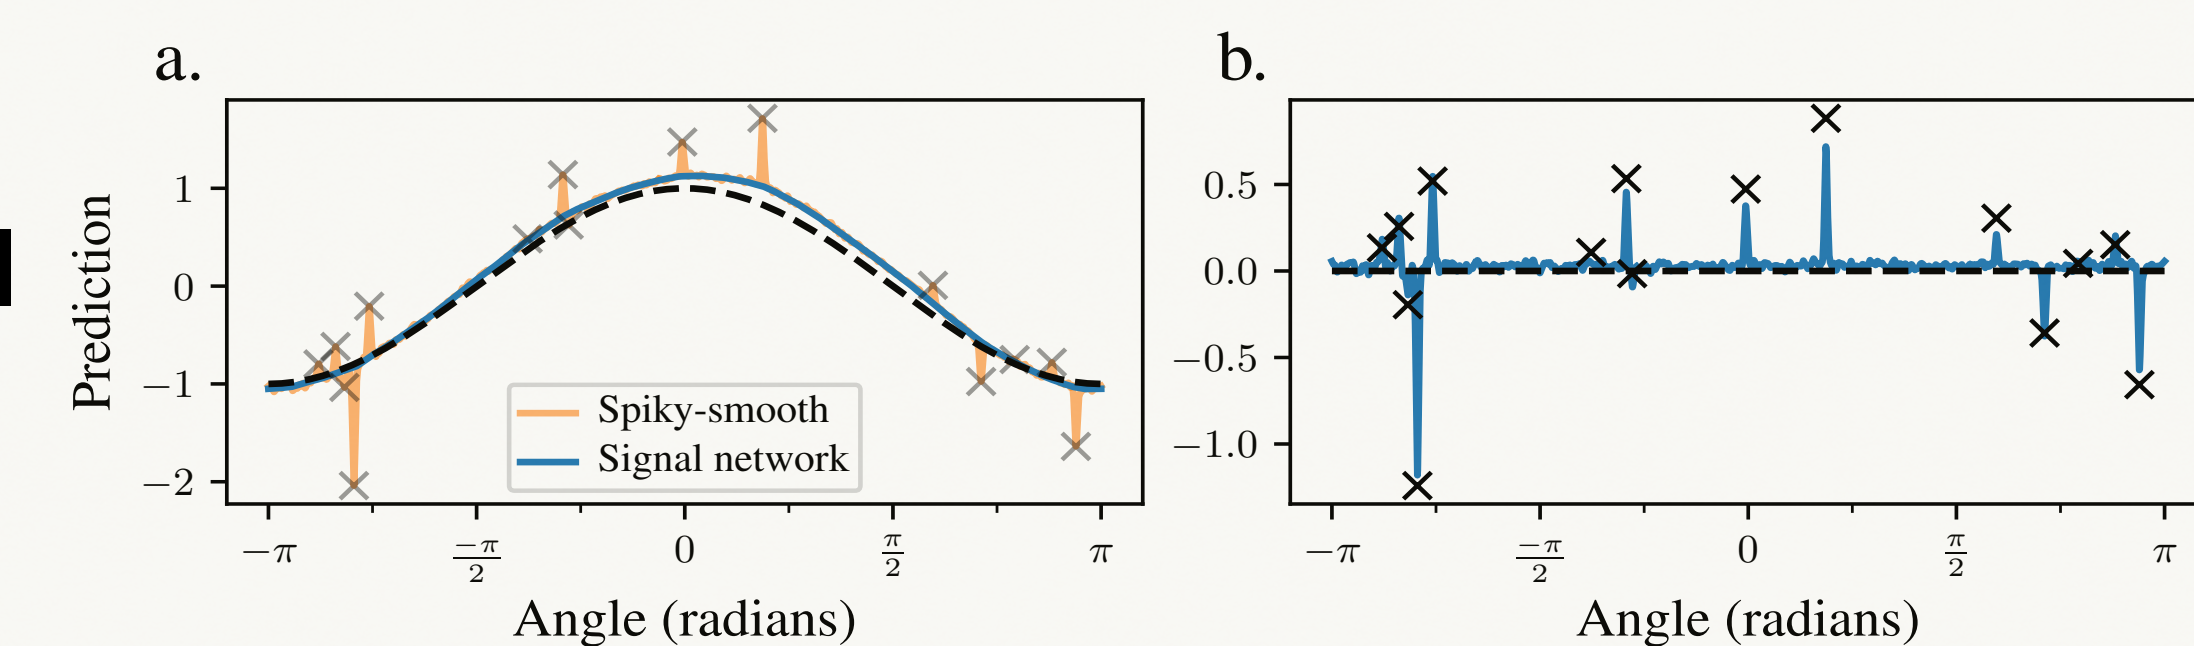 a.
Prediction
1
0
−1
−2
Spiky-smooth
Signal network
−π
−π/2
0
π/2
π
Angle (radians)
b.
0.5
0.0
−0.5
−1.0
−π
−π/2
0
π/2
π
Angle (radians)